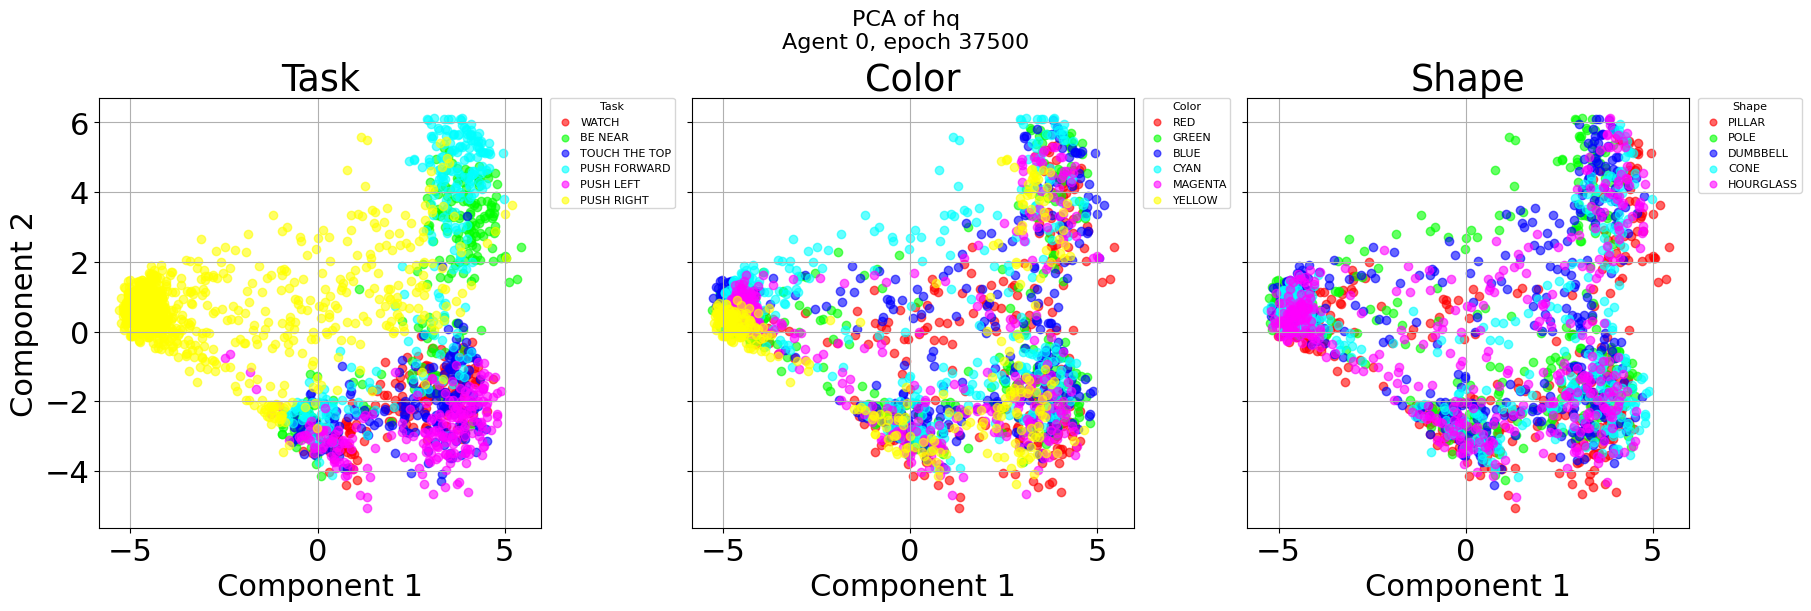 PCA of hq
Agent 0, epoch 37500
Task
Component 2
6
4
2
0
−2
−4
−5
0
5
Component 1
Task
WATCH
BE NEAR
TOUCH THE TOP
PUSH FORWARD
PUSH LEFT
PUSH RIGHT
Color
−5
0
5
Component 1
Color
RED
GREEN
BLUE
CYAN
MAGENTA
YELLOW
Shape
−5
0
5
Component 1
Shape
PILLAR
POLE
DUMBBELL
CONE
HOURGLASS